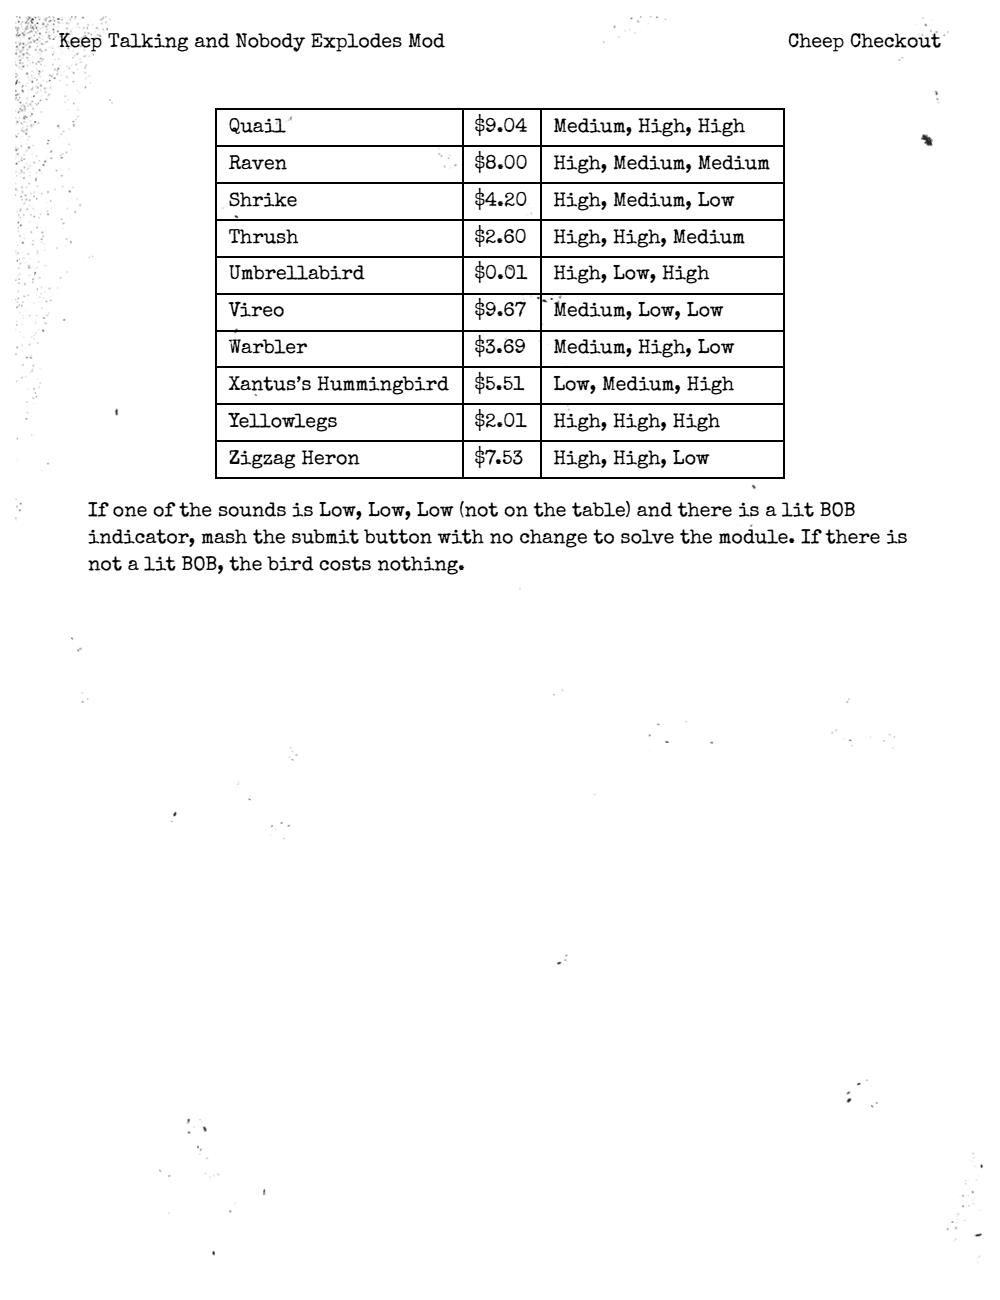 Keep Talking and Nobody Explodes Mod Cheep Checkout
Quail $9.04 Medium, High, High
Raven $8.00 High, Medium, Medium
Shrike $4.20 High, Medium, Low
Thrush $2.60 High, High, Medium
Umbrellabird $0.01 High, Low, High
Vireo $9.67 Medium, Low, Low
Warbler $3.69 Medium, High, Low
Xantus’s Hummingbird $5.51 Low, Medium, High
Yellowlegs $2.01 High, High, High
Zigzag Heron $7.53 High, High, Low
If one of the sounds is Low, Low, Low (not on the table) and there is a lit BOB
indicator, mash the submit button with no change to solve the module. If there is
not a lit BOB, the bird costs nothing.